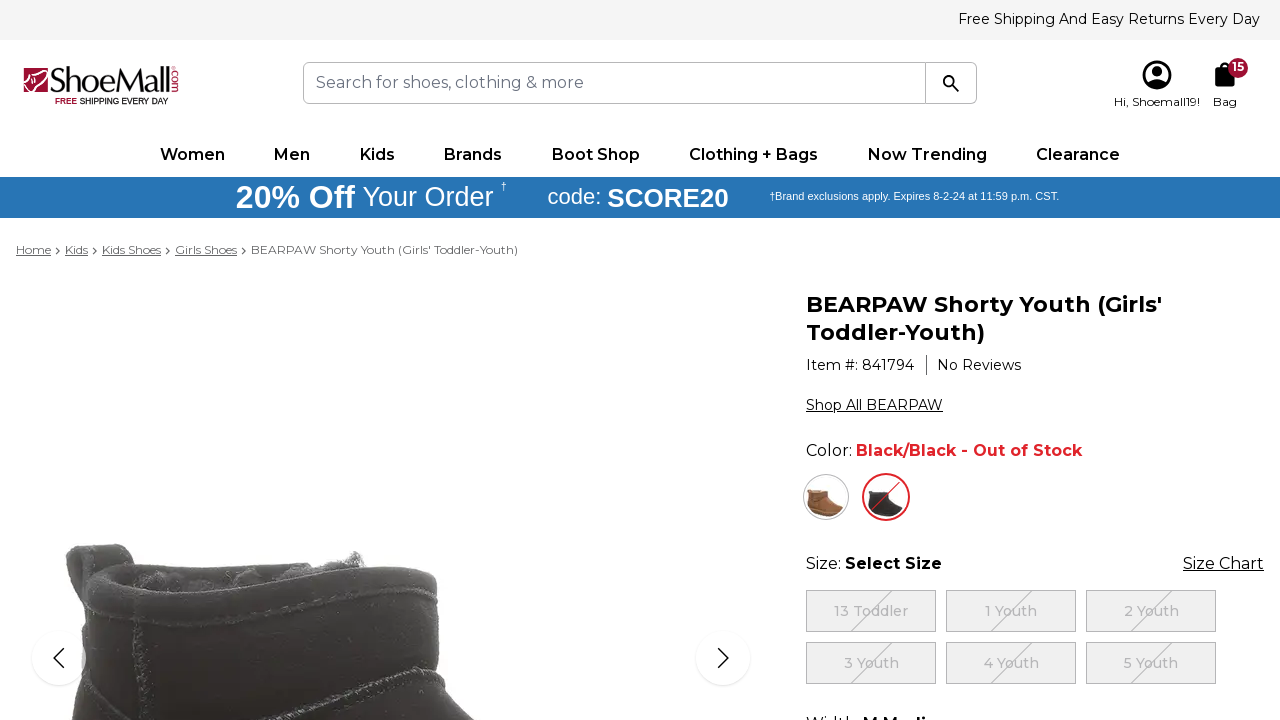 Free Shipping And Easy Returns Every Day
ShoeMall.com
FREE SHIPPING EVERY DAY
Search for shoes, clothing & more
15
Hi, Shoemall19!
Bag
Women
Men
Kids
Brands
Boot Shop
Clothing + Bags
Now Trending
Clearance
20% Off Your Order † code: SCORE20 †Brand exclusions apply. Expires 8-2-24 at 11:59 p.m. CST.
Home > Kids > Kids Shoes > Girls Shoes > BEARPAW Shorty Youth (Girls' Toddler-Youth)
BEARPAW Shorty Youth (Girls'
Toddler-Youth)
Item #: 841794 | No Reviews
Shop All BEARPAW
Color: Black/Black - Out of Stock
Size: Select Size
Size Chart
13 Toddler
1 Youth
2 Youth
3 Youth
4 Youth
5 Youth